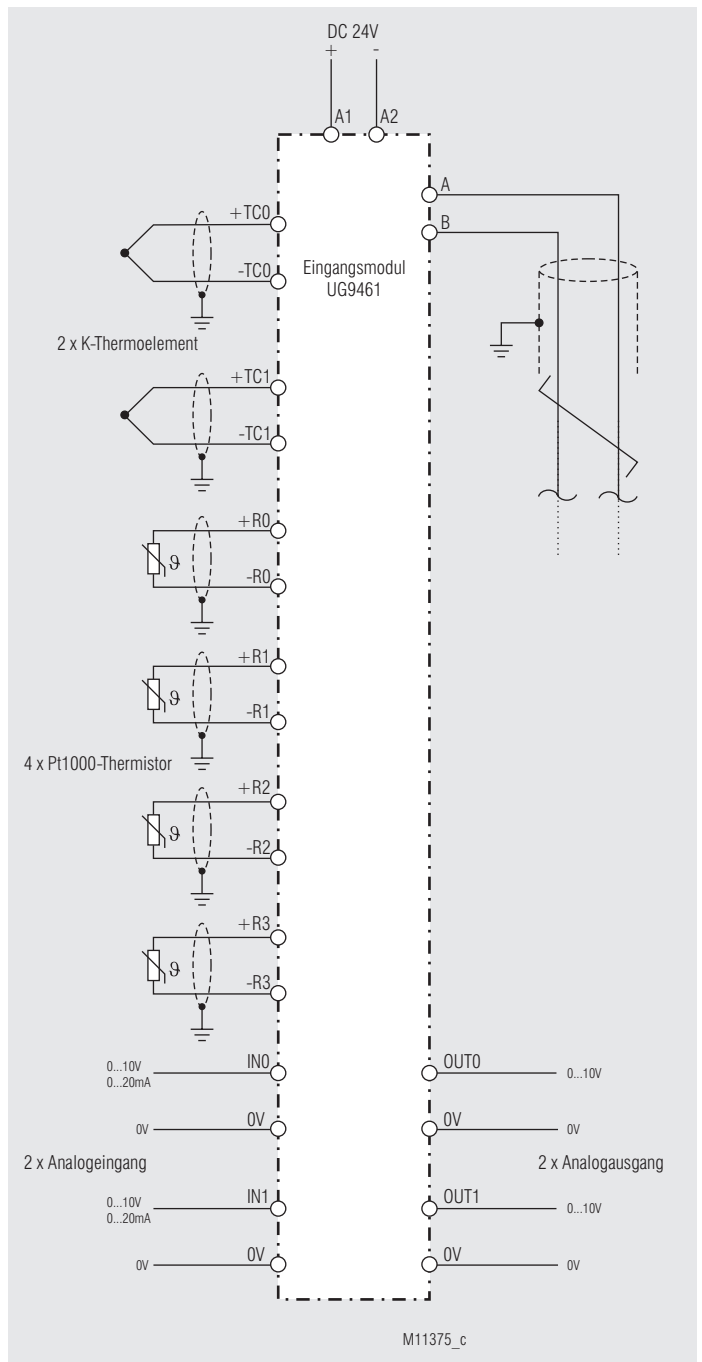 DC 24V
+ -
A1 A2
A
B
+TC0
-TC0
Eingangsmodul
UG9461
2 x K-Thermoelement
+TC1
-TC1
+R0
ϑ
-R0
+R1
ϑ
-R1
4 x Pt1000-Thermistor
+R2
ϑ
-R2
+R3
ϑ
-R3
0...10V
0...20mA
IN0
OUT0
0...10V
0V
0V
0V
0V
2 x Analogeingang
2 x Analogausgang
0...10V
0...20mA
IN1
OUT1
0...10V
0V
0V
0V
0V
M11375_c